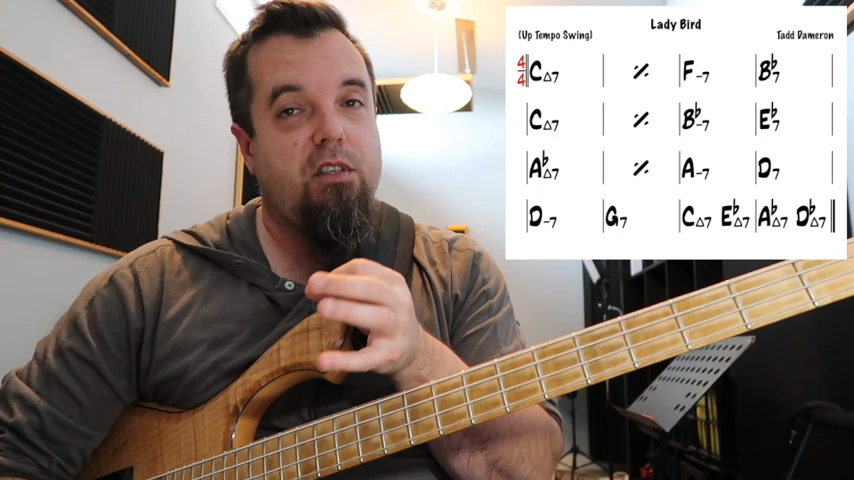 Lady Bird
(Up Tempo Swing) Tadd Dameron
4/4 C△7 | 𝄎 | F-7 | B♭7
C△7 | 𝄎 | B♭-7 | E♭7
A♭△7 | 𝄎 | A-7 | D7
D-7 | G7 | C△7 E♭△7 | A♭△7 D♭△7